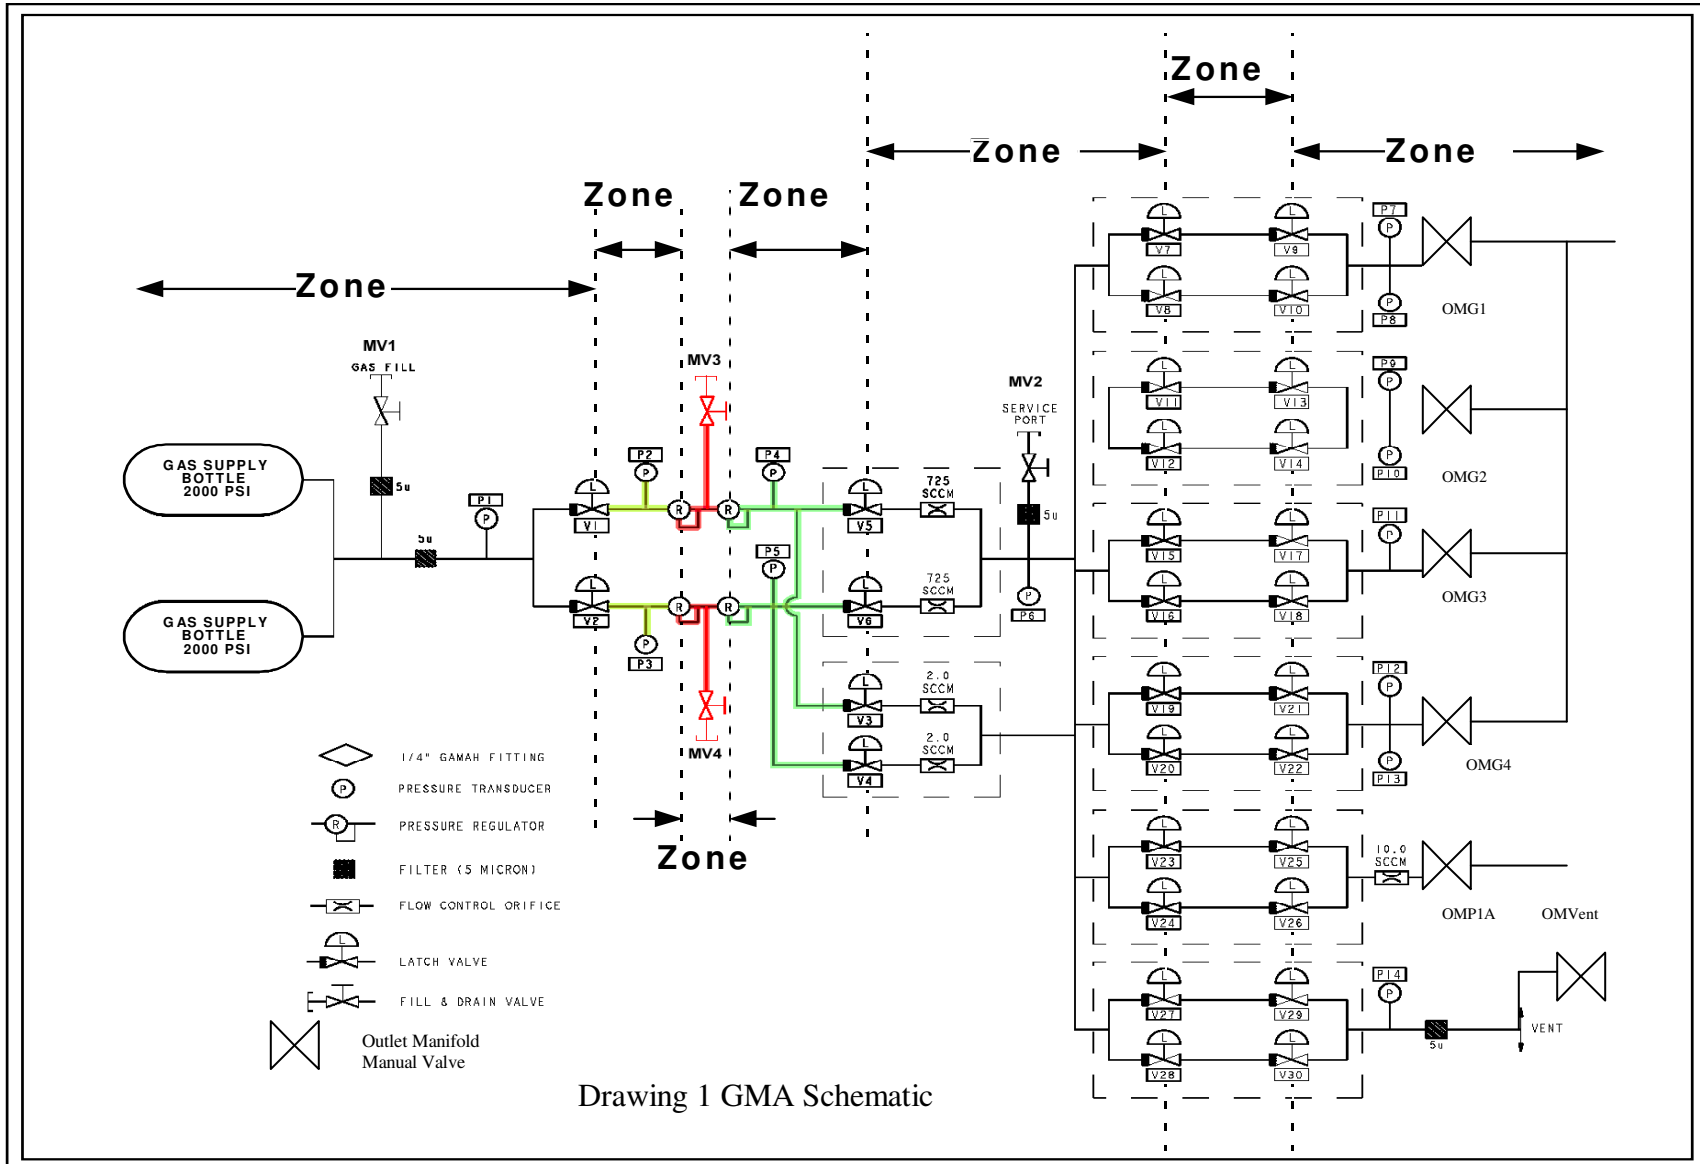 Zone
Zone
Zone
Zone
Zone
Zone
MV1
GAS FILL
MV3
MV2
SERVICE
PORT
GAS SUPPLY
BOTTLE
2000 PSI
5u
P1
P
5u
GAS SUPPLY
BOTTLE
2000 PSI
L
V1
L
V2
P2
P
P
P3
R
R
R
R
P4
P
P5
P
MV4
Zone
L
V5
725
SCCM
L
V6
725
SCCM
L
V3
2.0
SCCM
L
V4
2.0
SCCM
5u
P
P6
L
V7
L
V9
L
V8
L
V10
P7
P
P
P8
OMG1
L
V11
L
V13
L
V12
L
V14
P9
P
P
P10
OMG2
L
V15
L
V17
L
V16
L
V18
P11
P
OMG3
L
V19
L
V21
L
V20
L
V22
P12
P
P
P13
OMG4
L
V23
L
V25
L
V24
L
V26
10.0
SCCM
OMP1A
OMVent
L
V27
L
V29
L
V28
L
V30
P14
P
5u
VENT
1/4" GAMAH FITTING
P PRESSURE TRANSDUCER
R PRESSURE REGULATOR
FILTER (5 MICRON)
FLOW CONTROL ORIFICE
L LATCH VALVE
FILL & DRAIN VALVE
Outlet Manifold
Manual Valve
Drawing 1 GMA Schematic